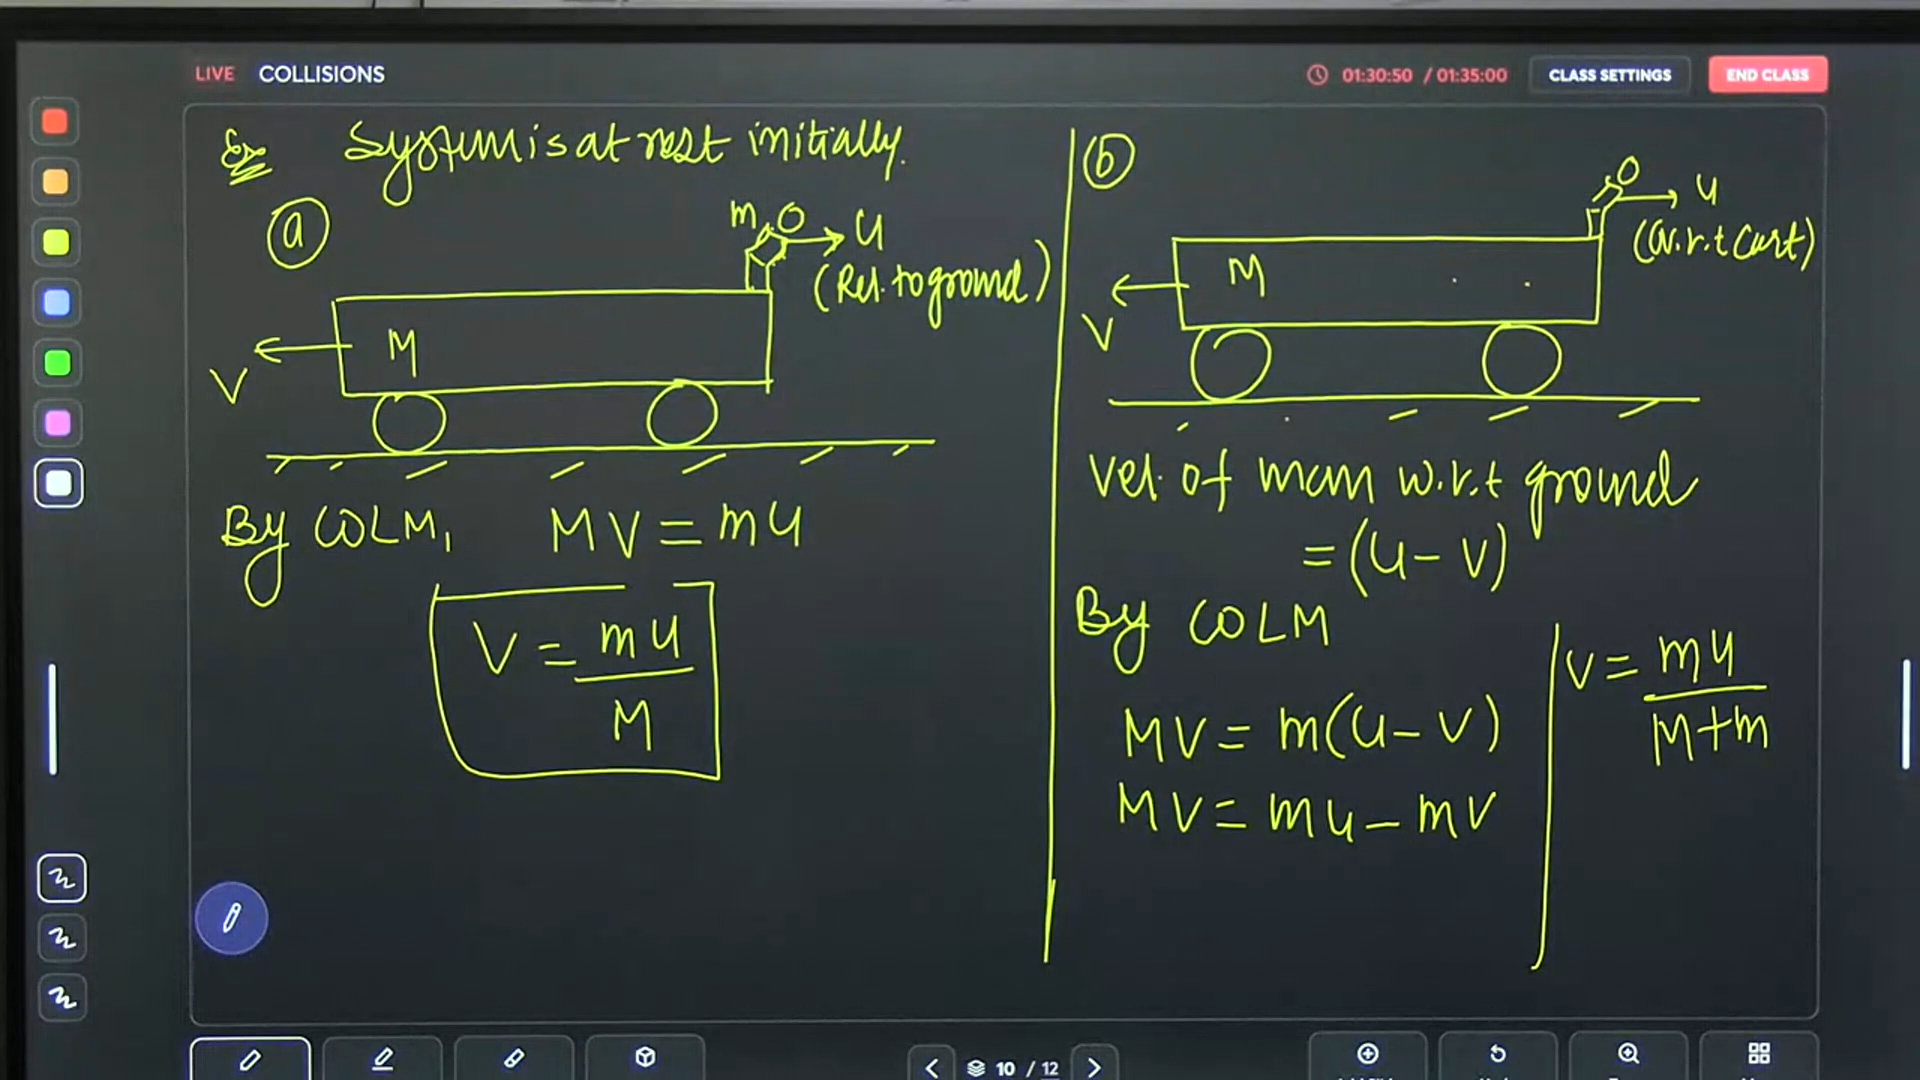 LIVE COLLISIONS
01:30:50 / 01:35:00 CLASS SETTINGS END CLASS
Ex System is at rest initially.
(a)
m u
(Rel. to ground)
M
V
By COLM, MV = mu
V = mu/M
(b)
u
(w.r.t Cart)
M
V
Vel. of man w.r.t ground
= (u - V)
By COLM
MV = m(u - V)
MV = mu - mV
V = mu/M+m
10 / 12